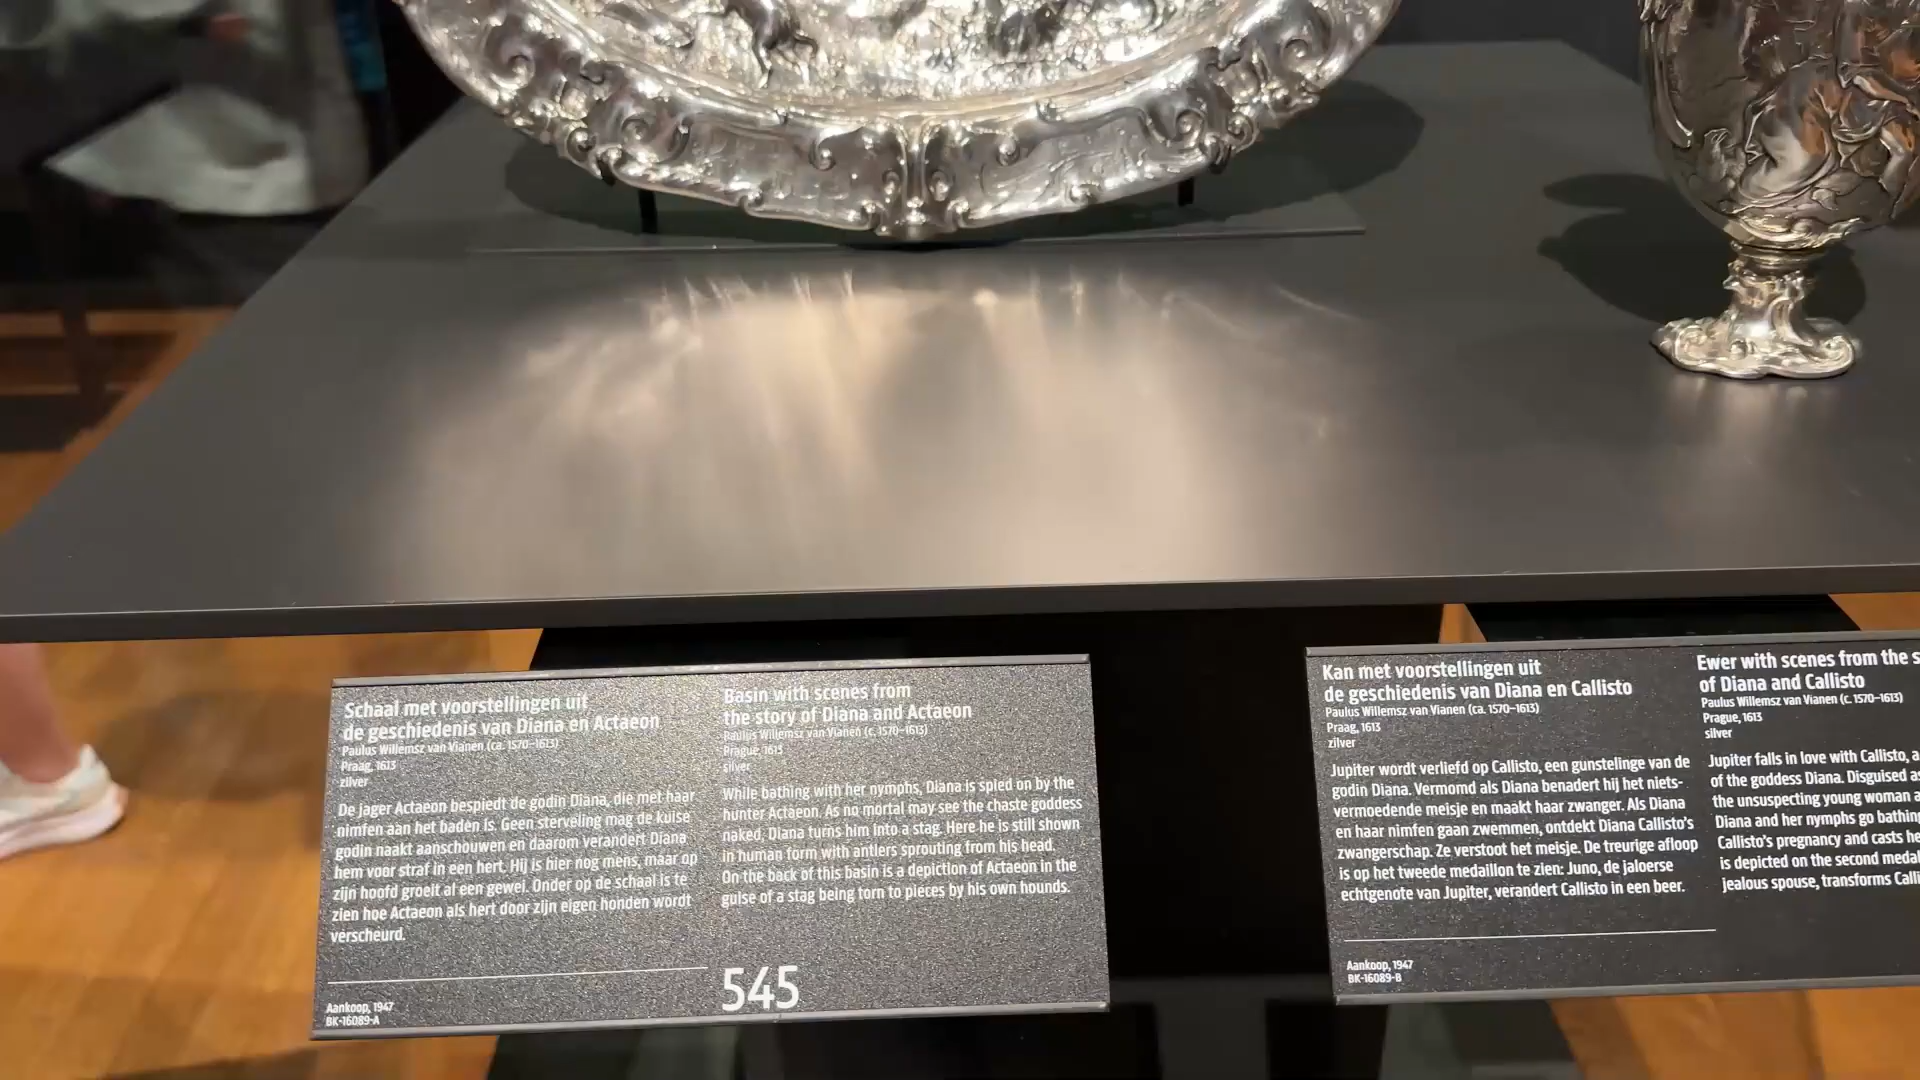 Schaal met voorstellingen uit
de geschiedenis van Diana en Actaeon
Paulus Willemsz van Vianen (ca. 1570–1613)
Praag, 1613
zilver
De jager Actaeon bespiedt de godin Diana, die met haar
nimfen aan het baden is. Geen sterveling mag de kuise
godin naakt aanschouwen en daarom verandert Diana
hem voor straf in een hert. Hij is hier nog mens, maar op
zijn hoofd groeit al een gewei. Onder op de schaal is te
zien hoe Actaeon als hert door zijn eigen honden wordt
verscheurd.
Aankoop, 1947
BK-16089-A
Basin with scenes from
the story of Diana and Actaeon
Paulus Willemsz van Vianen (c. 1570–1613)
Prague, 1613
silver
While bathing with her nymphs, Diana is spied on by the
hunter Actaeon. As no mortal may see the chaste goddess
naked, Diana turns him into a stag. Here he is still shown
in human form with antlers sprouting from his head.
On the back of this basin is a depiction of Actaeon in the
guise of a stag being torn to pieces by his own hounds.
545
Kan met voorstellingen uit
de geschiedenis van Diana en Callisto
Paulus Willemsz van Vianen (ca. 1570–1613)
Praag, 1613
zilver
Jupiter wordt verliefd op Callisto, een gunstelinge van de
godin Diana. Vermomd als Diana benadert hij het niets-
vermoedende meisje en maakt haar zwanger. Als Diana
en haar nimfen gaan zwemmen, ontdekt Diana Callisto's
zwangerschap. Ze verstoot het meisje. De treurige afloop
is op het tweede medaillon te zien: Juno, de jaloerse
echtgenote van Jupiter, verandert Callisto in een beer.
Aankoop, 1947
BK-16089-B
Ewer with scenes from the
of Diana and Callisto
Paulus Willemsz van Vianen (c. 1570–1613)
Prague, 1613
silver
Jupiter falls in love with Callisto,
of the goddess Diana. Disguised
the unsuspecting young woman
Diana and her nymphs go bathing
Callisto's pregnancy and casts
is depicted on the second
jealous spouse, transforms